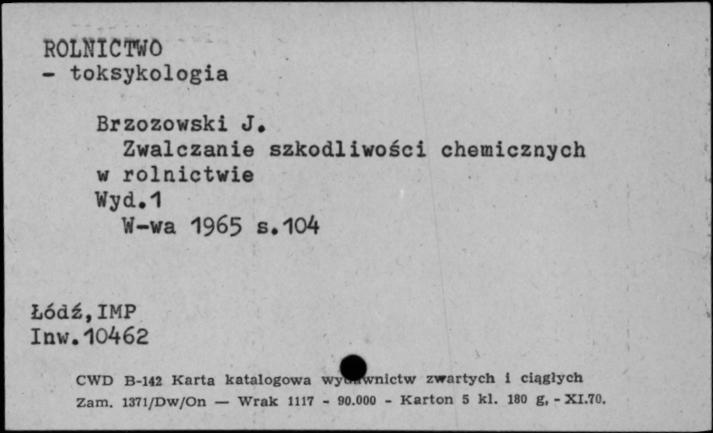 ROLNICTWO
- toksykologia
Brzozowski J.
Zwalczanie szkodliwości chemicznych
w rolnictwie
Wyd.1
W-wa 1965 s.104
Łódź,IMP
Inw.10462
CWD B-142 Karta katalogowa wydawnictw zwartych i ciągłych
Zam. 1371/Dw/On — Wrak 1117 - 90.000 - Karton 5 kl. 180 g, - XI.70.